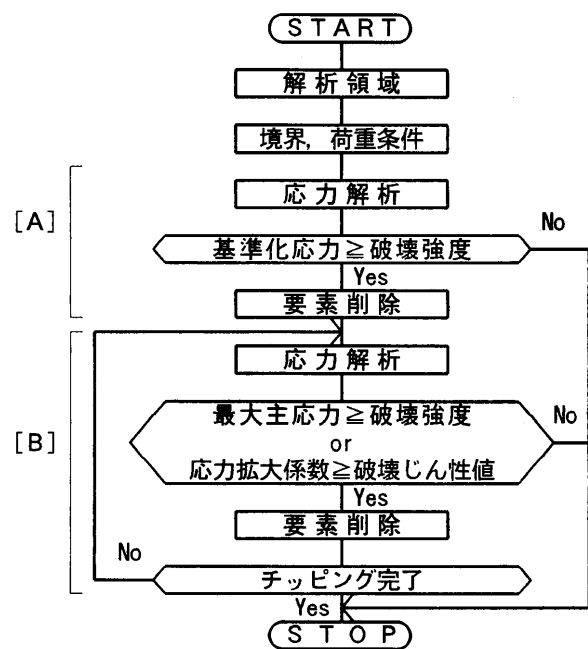 START
解析領域
境界，荷重条件
[A]
応力解析
No
基準化応力≧破壊強度
Yes
要素削除
応力解析
[B]
最大主応力≧破壊強度
No
or
応力拡大係数≧破壊じん性値
Yes
要素削除
No
チッピング完了
Yes
STOP